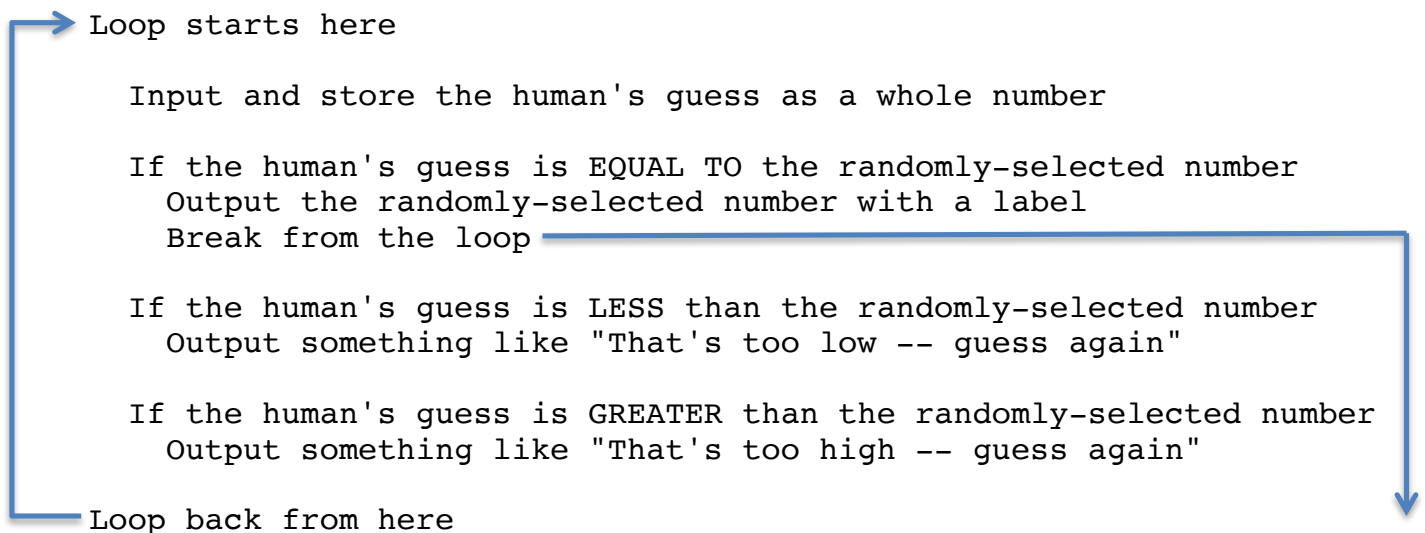 Loop starts here
Input and store the human's guess as a whole number
If the human's guess is EQUAL TO the randomly-selected number
Output the randomly-selected number with a label
Break from the loop
If the human's guess is LESS than the randomly-selected number
Output something like "That's too low -- guess again"
If the human's guess is GREATER than the randomly-selected number
Output something like "That's too high -- guess again"
Loop back from here